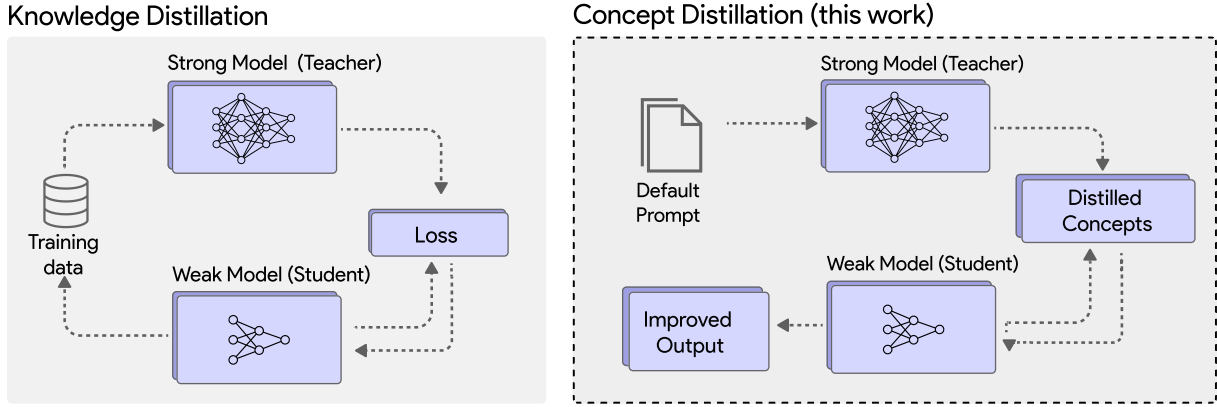 Knowledge Distillation
Strong Model (Teacher)
Training
data
Loss
Weak Model (Student)
Concept Distillation (this work)
Strong Model (Teacher)
Default
Prompt
Distilled
Concepts
Weak Model (Student)
Improved
Output